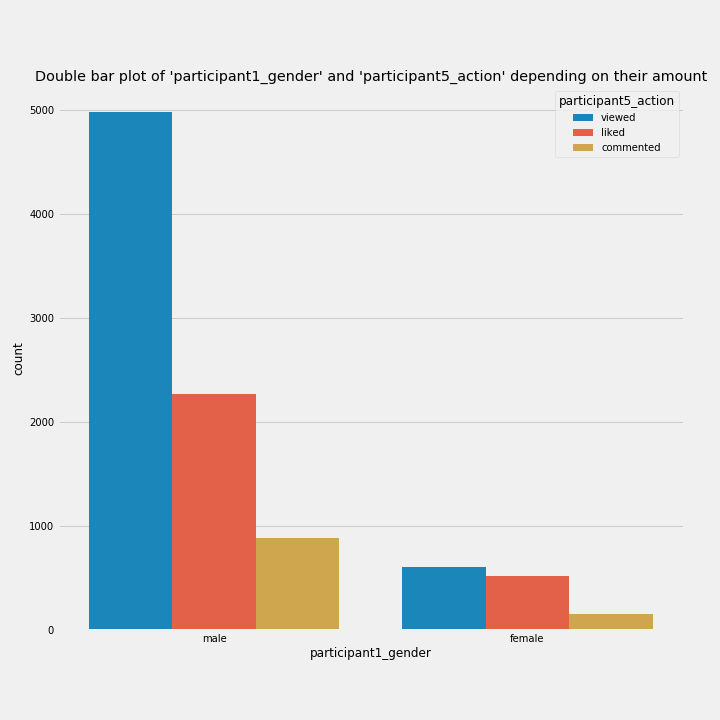 Double bar plot of 'participant1_gender' and 'participant5_action' depending on their amount
participant5_action
viewed
liked
commented
5000
4000
3000
2000
1000
0
count
male
female
participant1_gender